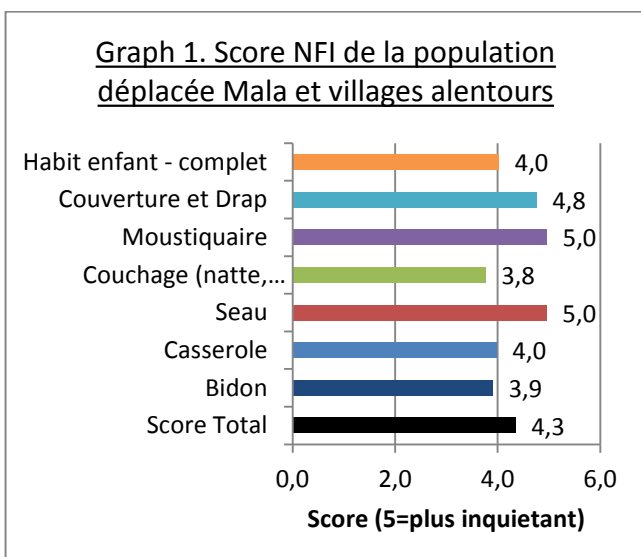 Graph 1. Score NFI de la population
déplacée Mala et villages alentours
Habit enfant - complet
4,0
Couverture et Drap
4,8
Moustiquaire
5,0
Couchage (natte,...
3,8
Seau
5,0
Casserole
4,0
Bidon
3,9
Score Total
4,3
0,0 2,0 4,0 6,0
Score (5=plus inquietant)